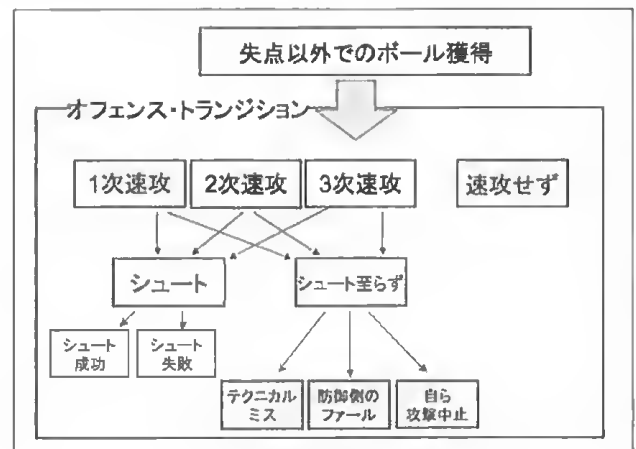 失点以外でのボール獲得
オフェンス・トランジション
1次速攻
2次速攻
3次速攻
速攻せず
シュート
シュート至らず
シュート
成功
シュート
失敗
テクニカル
ミス
防御側の
ファール
自ら
攻撃中止